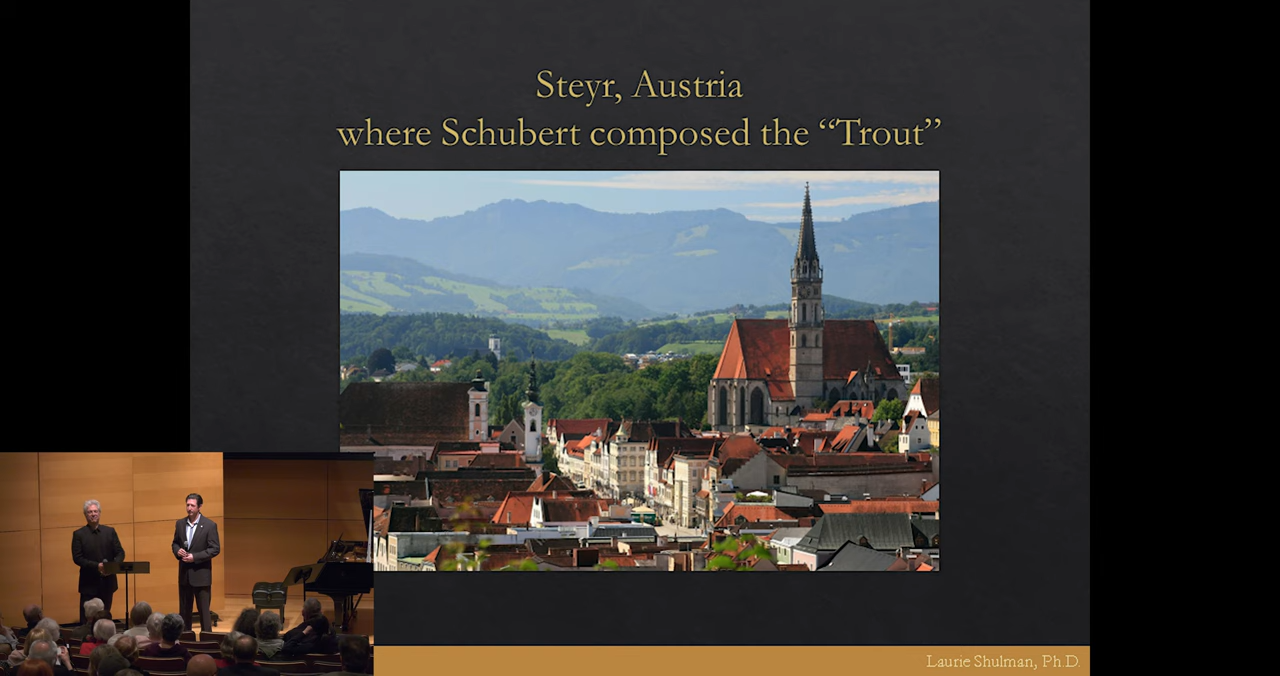 Steyr, Austria
where Schubert composed the “Trout”
Laurie Shulman, Ph.D.